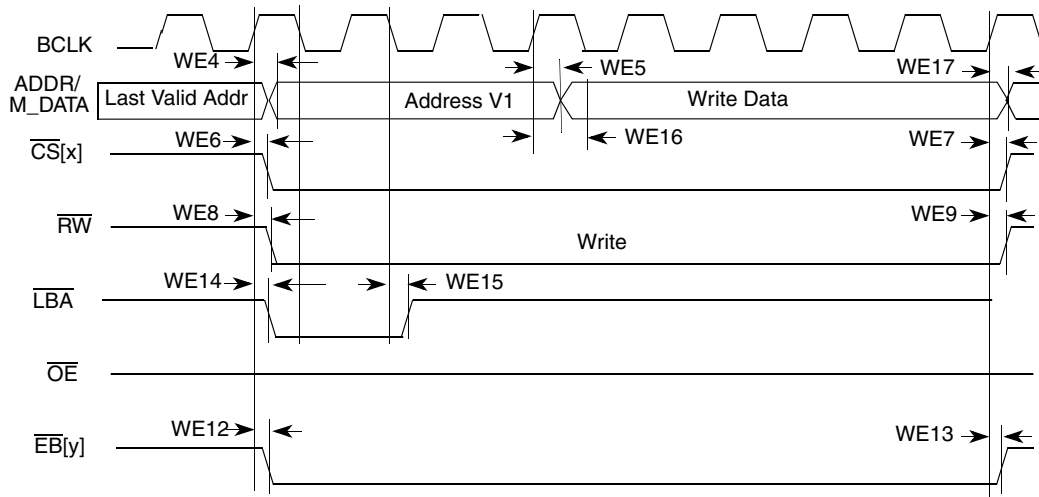 BCLK
WE4
WE5
WE17
ADDR/
M_DATA
Last Valid Addr
Address V1
Write Data
WE6
WE16
WE7
CS[x]
WE8
WE9
RW
Write
WE14
WE15
LBA
OE
WE12
WE13
EB[y]